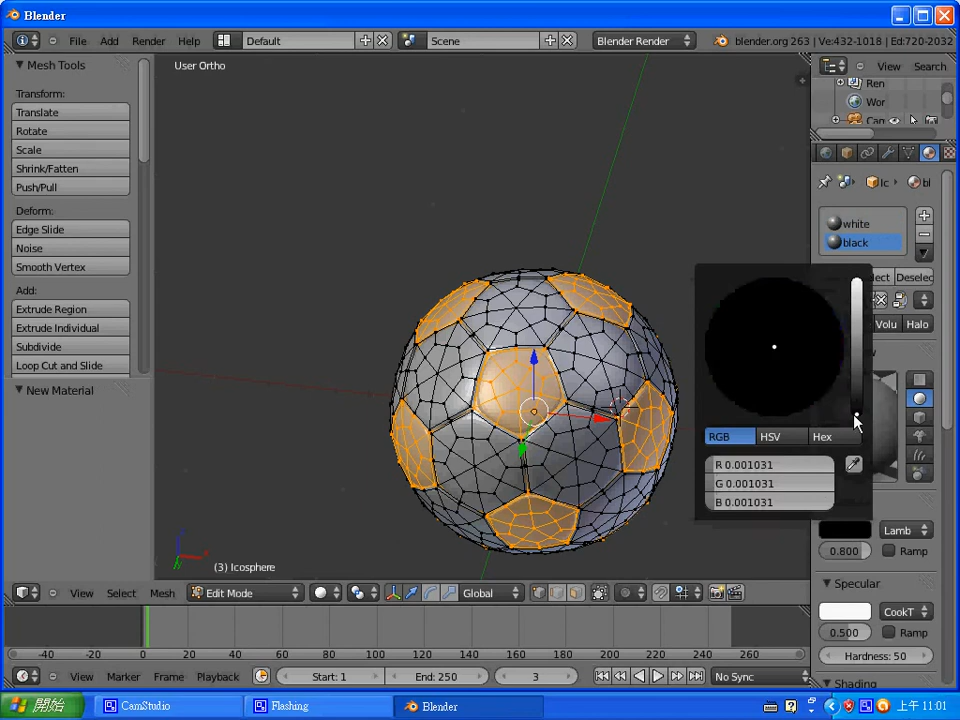 Blender
File Add Render Help Default Scene Blender Render blender.org 263 | Ve:432-1018 | Ed:720-2032
Mesh Tools
User Ortho
View Search
Transform:
Translate
Rotate
Scale
Shrink/Fatten
Push/Pull
Deform:
Edge Slide
Noise
Smooth Vertex
Add:
Extrude Region
Extrude Individual
Subdivide
Loop Cut and Slide
New Material
Ren
Wor
Can
Ic bl
white
black
Deselec
Volu Halo
RGB HSV Hex
R 0.001031
G 0.001031
B 0.001031
Lamb
0.800 Ramp
Specular
CookT
0.500 Ramp
Hardness: 50
Shading
(3) Icosphere
View Select Mesh Edit Mode Global
-40 -20 0 20 40 60 80 100 120 140 160 180 200 220 240 260
View Marker Frame Playback Start: 1 End: 250 3 No Sync
開始 CamStudio Flashing Blender 上午 11:01